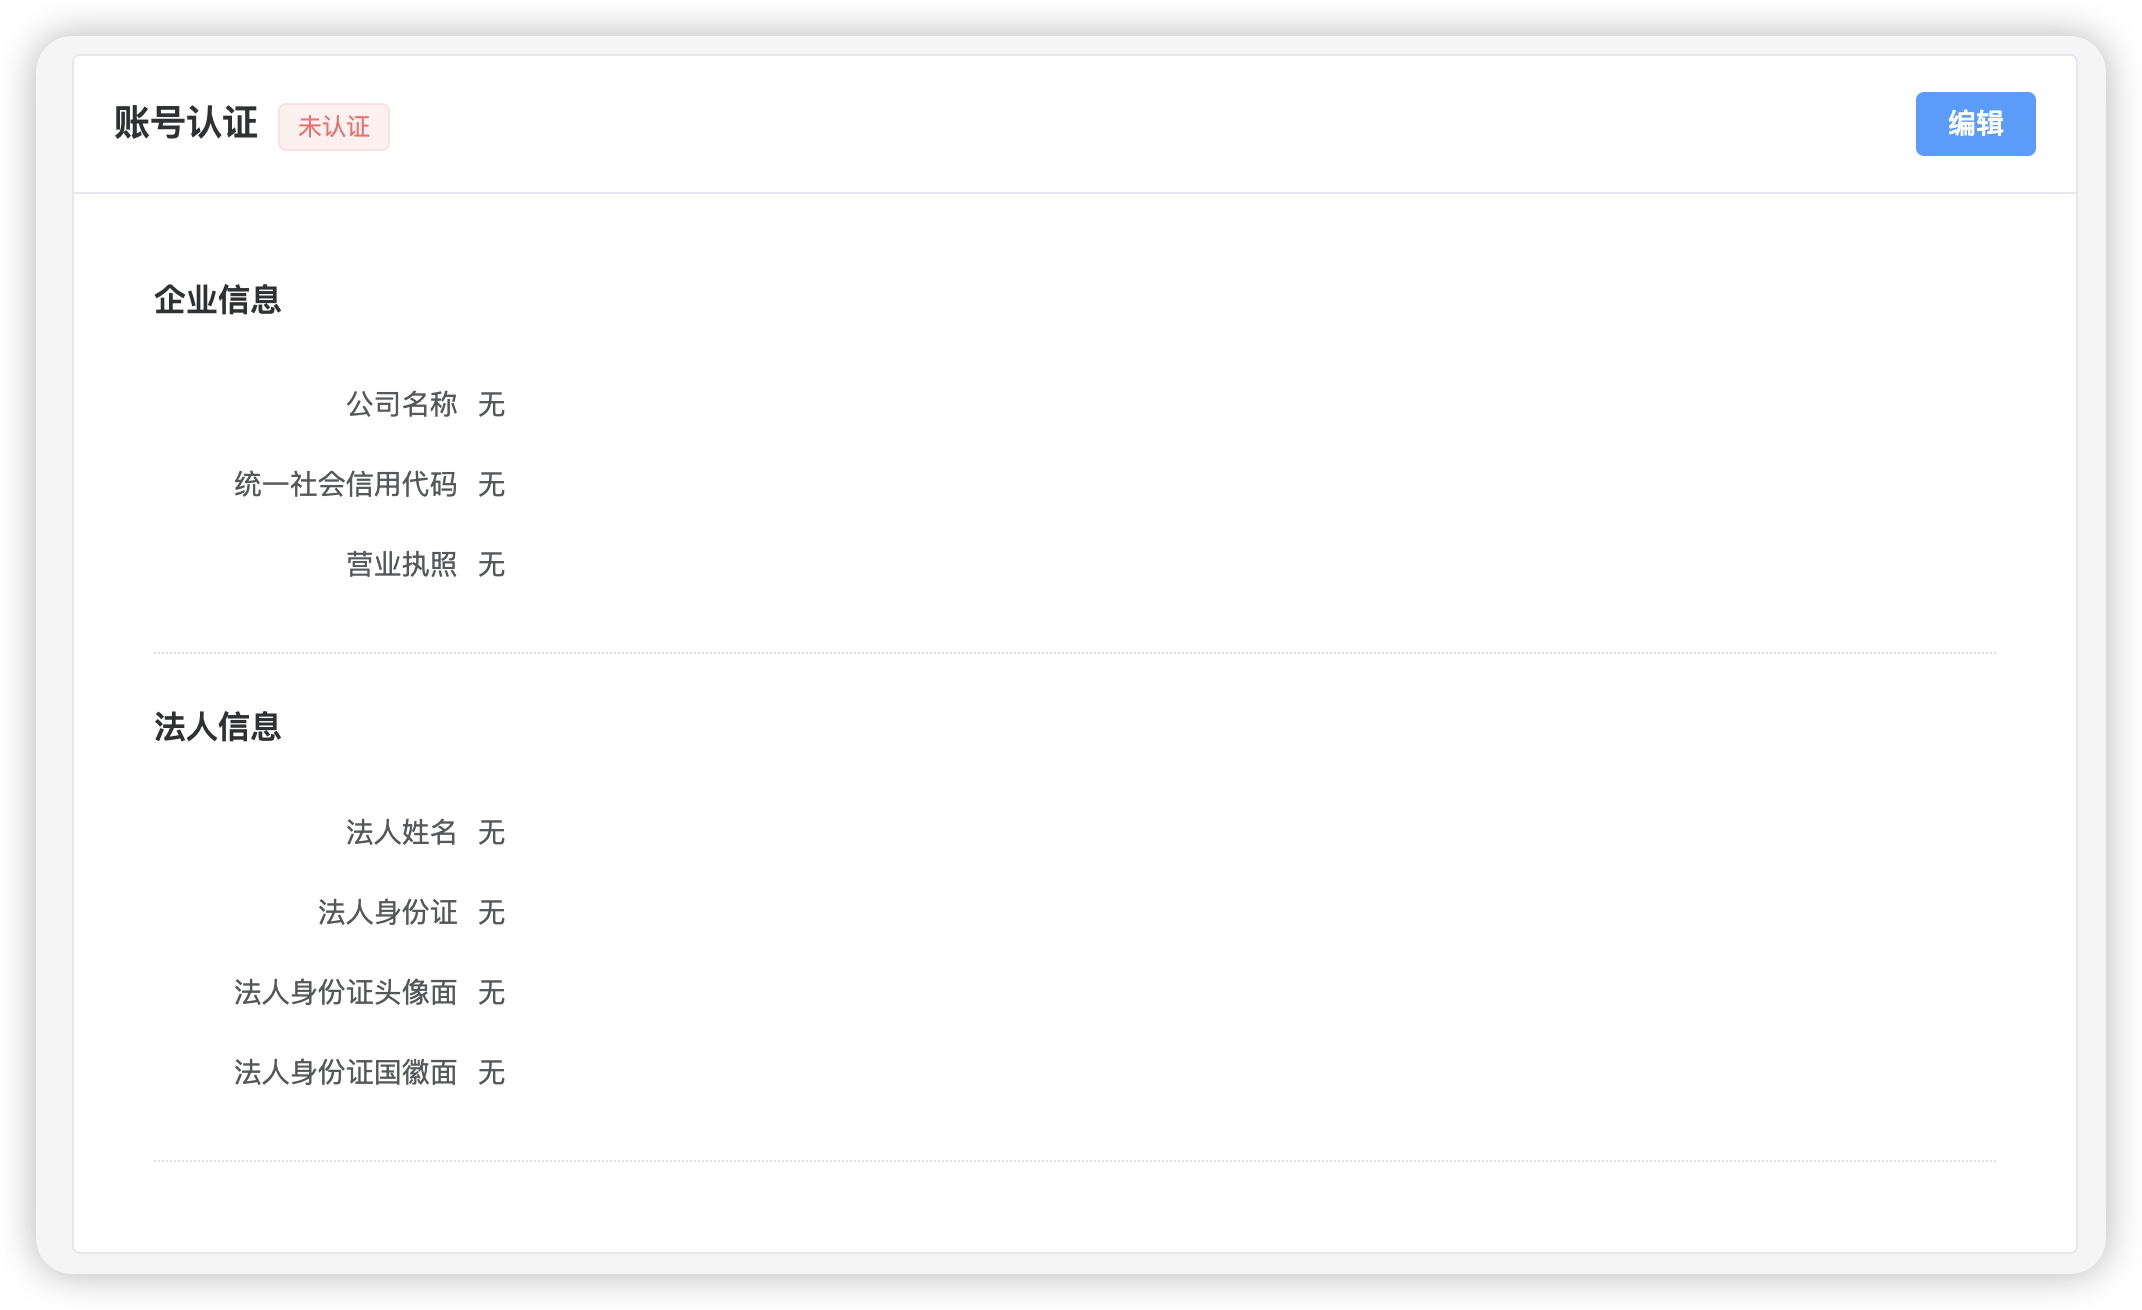 账号认证 未认证 编辑
企业信息
公司名称 无
统一社会信用代码 无
营业执照 无
法人信息
法人姓名 无
法人身份证 无
法人身份证头像面 无
法人身份证国徽面 无